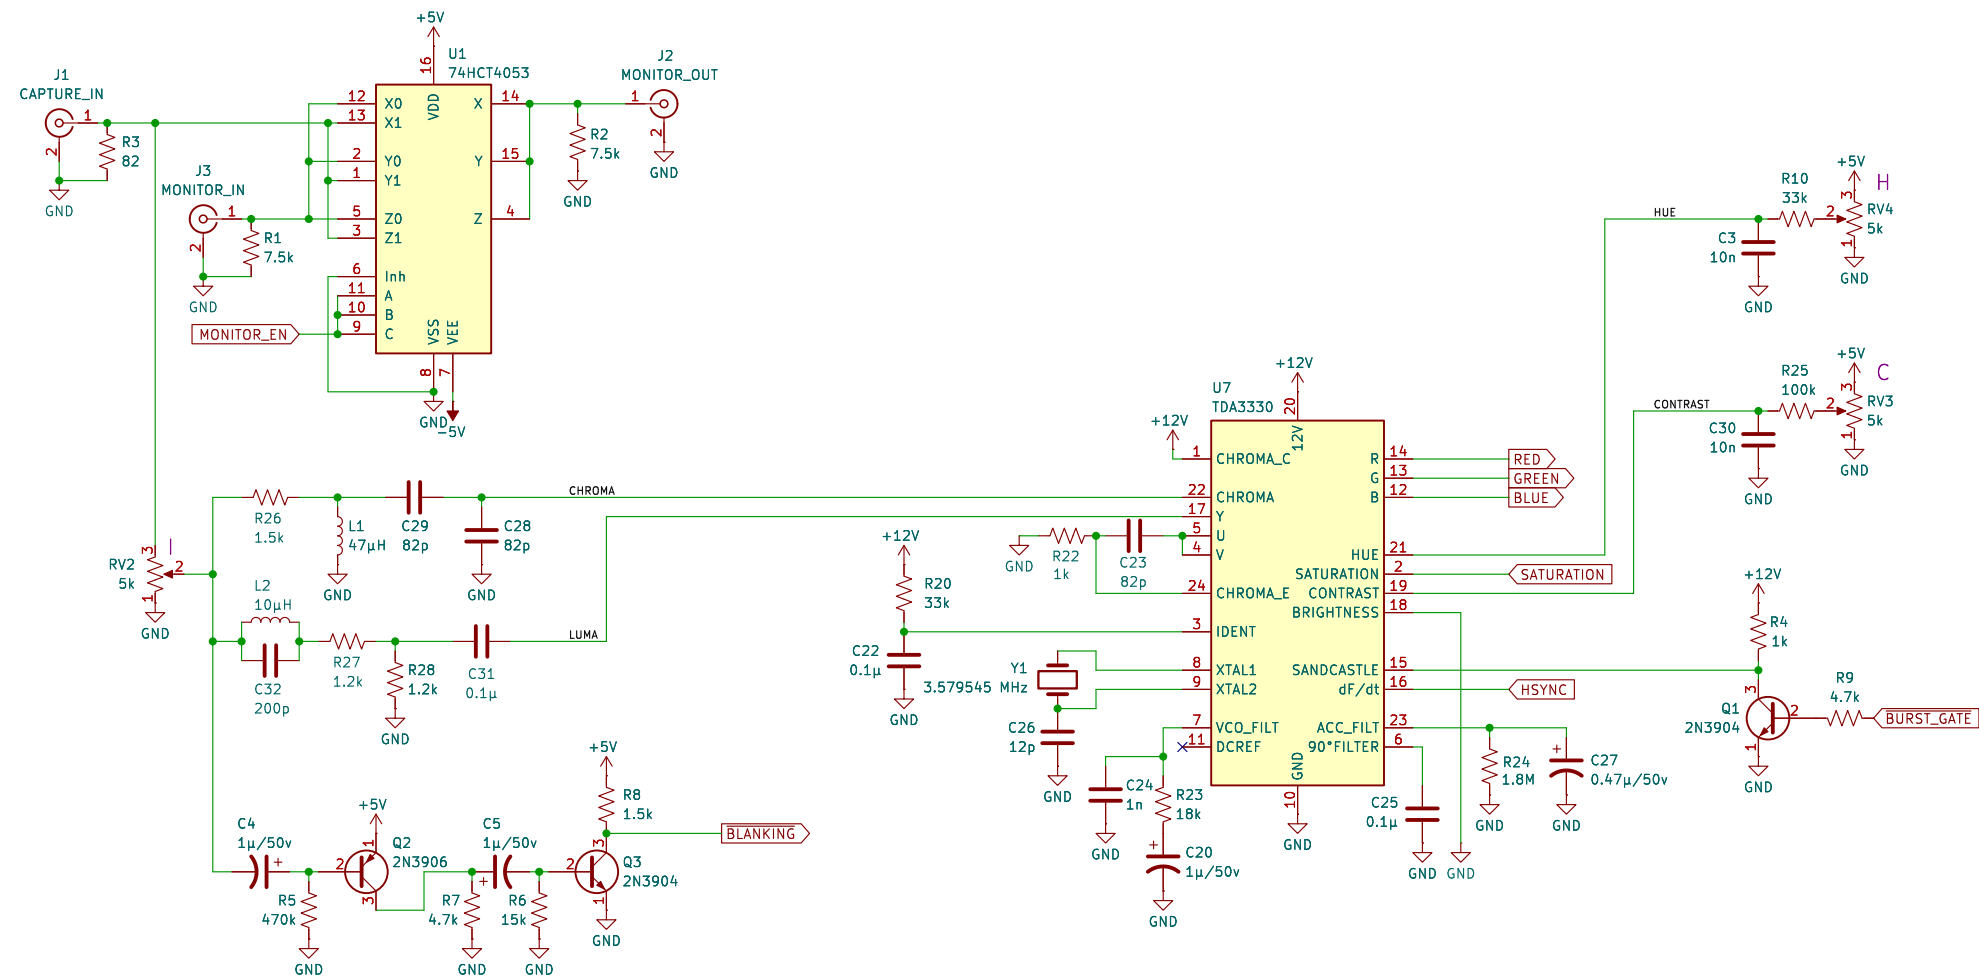 J1
CAPTURE_IN
1
2
R3
82
GND
J3
MONITOR_IN
1
2
R1
7.5k
GND
MONITOR_EN
+5V
16
U1
74HCT4053
12 X0
13 X1
2 Y0
1 Y1
5 Z0
3 Z1
6 Inh
11 A
10 B
9 C
VDD
X 14
Y 15
Z 4
VSS
VEE
8
7
GND
-5V
R2
7.5k
GND
J2
MONITOR_OUT
1
2
GND
R26
1.5k
L1
47µH
GND
C29
82p
C28
82p
GND
CHROMA
I
RV2
5k
3
2
1
GND
L2
10µH
C32
200p
R27
1.2k
R28
1.2k
GND
C31
0.1µ
LUMA
C4
1µ/50v
+
R5
470k
GND
+5V
Q2
2N3906
1
2
3
R7
4.7k
GND
C5
1µ/50v
+
R6
15k
GND
+5V
R8
1.5k
Q3
2N3904
3
2
1
GND
BLANKING
+12V
R20
33k
C22
0.1µ
GND
GND
R22
1k
C23
82p
Y1
3.579545 MHz
C26
12p
GND
C24
1n
GND
R23
18k
+
C20
1µ/50v
GND
+12V
+12V
U7
TDA3330
20
12V
1 CHROMA_C
22 CHROMA
17 Y
5 U
4 V
24 CHROMA_E
3 IDENT
8 XTAL1
9 XTAL2
7 VCO_FILT
11 DCREF
R 14
G 13
B 12
HUE 21
SATURATION 2
CONTRAST 19
BRIGHTNESS 18
SANDCASTLE 15
dF/dt 16
ACC_FILT 23
90°FILTER 6
GND
10
GND
RED
GREEN
BLUE
SATURATION
HSYNC
C25
0.1µ
GND
GND
R24
1.8M
GND
+
C27
0.47µ/50v
GND
HUE
C3
10n
GND
R10
33k
+5V
H
RV4
5k
3
2
1
GND
CONTRAST
C30
10n
GND
R25
100k
+5V
C
RV3
5k
3
2
1
GND
+12V
R4
1k
Q1
2N3904
3
2
1
GND
R9
4.7k
BURST_GATE